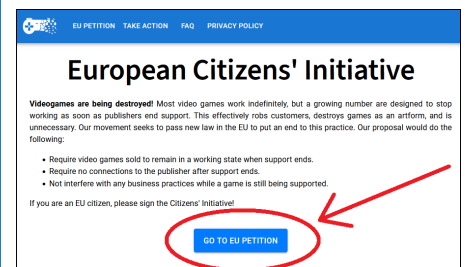 EU PETITION TAKE ACTION FAQ PRIVACY POLICY
European Citizens' Initiative
Videogames are being destroyed! Most video games work indefinitely, but a growing number are designed to stop
working as soon as publishers end support. This effectively robs customers, destroys games as an artform, and is
unnecessary. Our movement seeks to pass new law in the EU to put an end to this practice. Our proposal would do the
following:
• Require video games sold to remain in a working state when support ends.
• Require no connections to the publisher after support ends.
• Not interfere with any business practices while a game is still being supported.
If you are an EU citizen, please sign the Citizens' Initiative!
GO TO EU PETITION